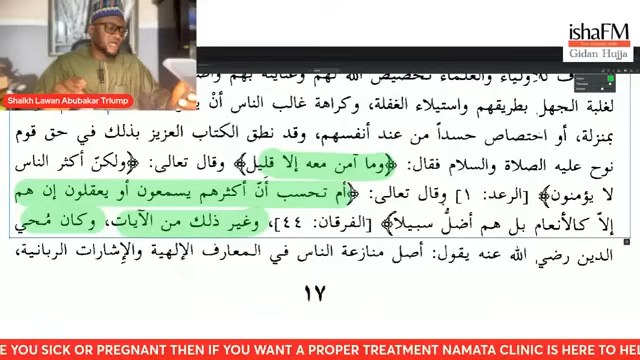 ishaFM
Gidan Hujja
Shaikh Lawan Abubakar Triump
لغلبة الجهل بطريقهم واستيلاء الغفلة، وكراهة غالب الناس أن
بمنزلة، أو اختصاص حسداً من عند أنفسهم، وقد نطق الكتاب العزيز بذلك في حق قوم
نوح عليه الصلاة والسلام فقال: ﴿وما آمن معه إلا قليل﴾ وقال تعالى: ﴿ولكنّ أكثر الناس
لا يؤمنون﴾ [الرعد: ١] وقال تعالى: ﴿أم تحسب أنّ أكثرهم يسمعون أو يعقلون إن هم
إلاّ كالأنعام بل هم أضلُّ سبيلاً﴾ [الفرقان: ٤٤]، وغير ذلك من الآيات، وكان مُحي
الدين رضي الله عنه يقول: أصل منازعة الناس في المعارف الإلهية والإشارات الربانية،
١٧
E YOU SICK OR PREGNANT THEN IF YOU WANT A PROPER TREATMENT NAMATA CLINIC IS HERE TO HEL